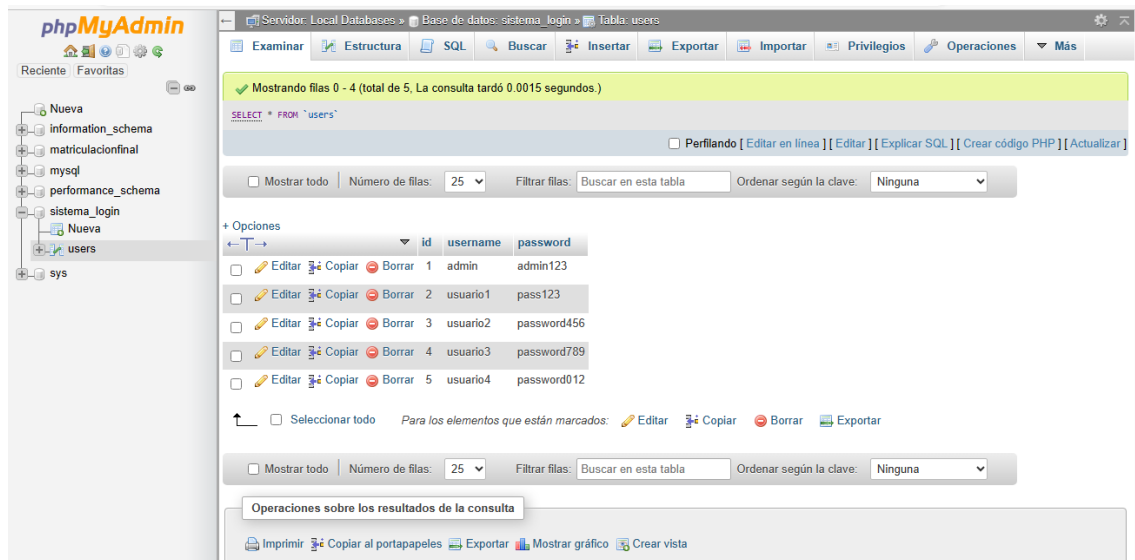 phpMyAdmin
Reciente Favoritas
Nueva
information_schema
matriculacionfinal
mysql
performance_schema
sistema_login
Nueva
users
sys
Servidor: Local Databases » Base de datos: sistema_login » Tabla: users
Examinar Estructura SQL Buscar Insertar Exportar Importar Privilegios Operaciones Más
Mostrando filas 0 - 4 (total de 5, La consulta tardó 0.0015 segundos.)
SELECT * FROM `users`
Perfilando [ Editar en línea ] [ Editar ] [ Explicar SQL ] [ Crear código PHP ] [ Actualizar ]
Mostrar todo Número de filas: 25 Filtrar filas: Buscar en esta tabla Ordenar según la clave: Ninguna
+ Opciones
←T→ id username password
Editar Copiar Borrar 1 admin admin123
Editar Copiar Borrar 2 usuario1 pass123
Editar Copiar Borrar 3 usuario2 password456
Editar Copiar Borrar 4 usuario3 password789
Editar Copiar Borrar 5 usuario4 password012
Seleccionar todo Para los elementos que están marcados: Editar Copiar Borrar Exportar
Mostrar todo Número de filas: 25 Filtrar filas: Buscar en esta tabla Ordenar según la clave: Ninguna
Operaciones sobre los resultados de la consulta
Imprimir Copiar al portapapeles Exportar Mostrar gráfico Crear vista